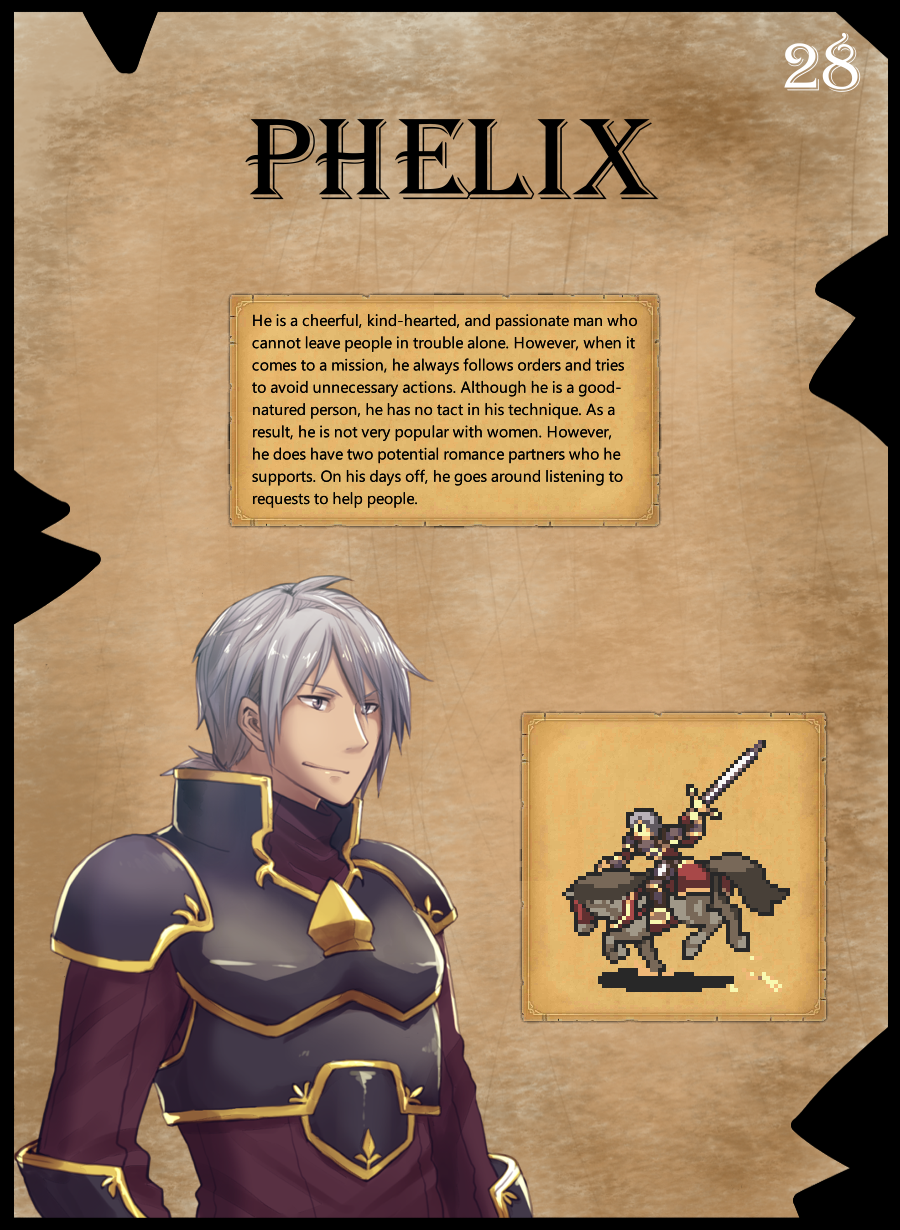 28
PHELIX
He is a cheerful, kind-hearted, and passionate man who
cannot leave people in trouble alone. However, when it
comes to a mission, he always follows orders and tries
to avoid unnecessary actions. Although he is a good-
natured person, he has no tact in his technique. As a
result, he is not very popular with women. However,
he does have two potential romance partners who he
supports. On his days off, he goes around listening to
requests to help people.